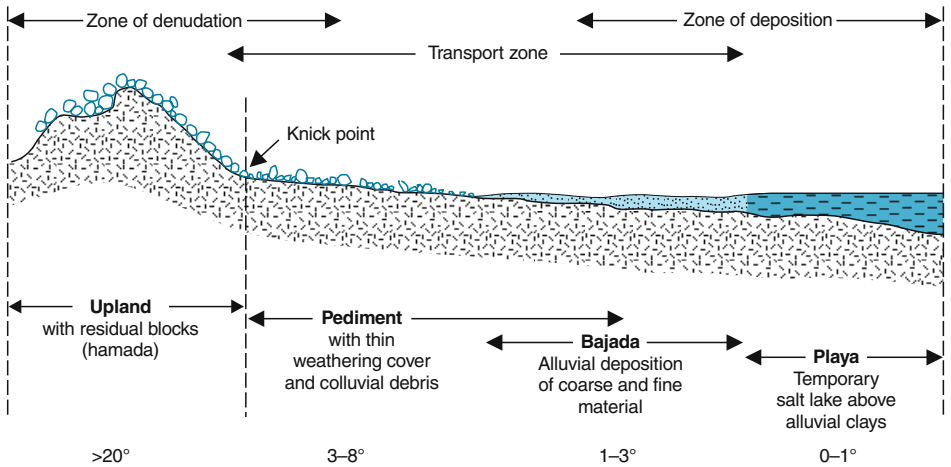 Zone of denudation
Zone of deposition
Transport zone
Knick point
Upland
with residual blocks
(hamada)
Pediment
with thin
weathering cover
and colluvial debris
Bajada
Alluvial deposition
of coarse and fine
material
Playa
Temporary
salt lake above
alluvial clays
>20°
3–8°
1–3°
0–1°